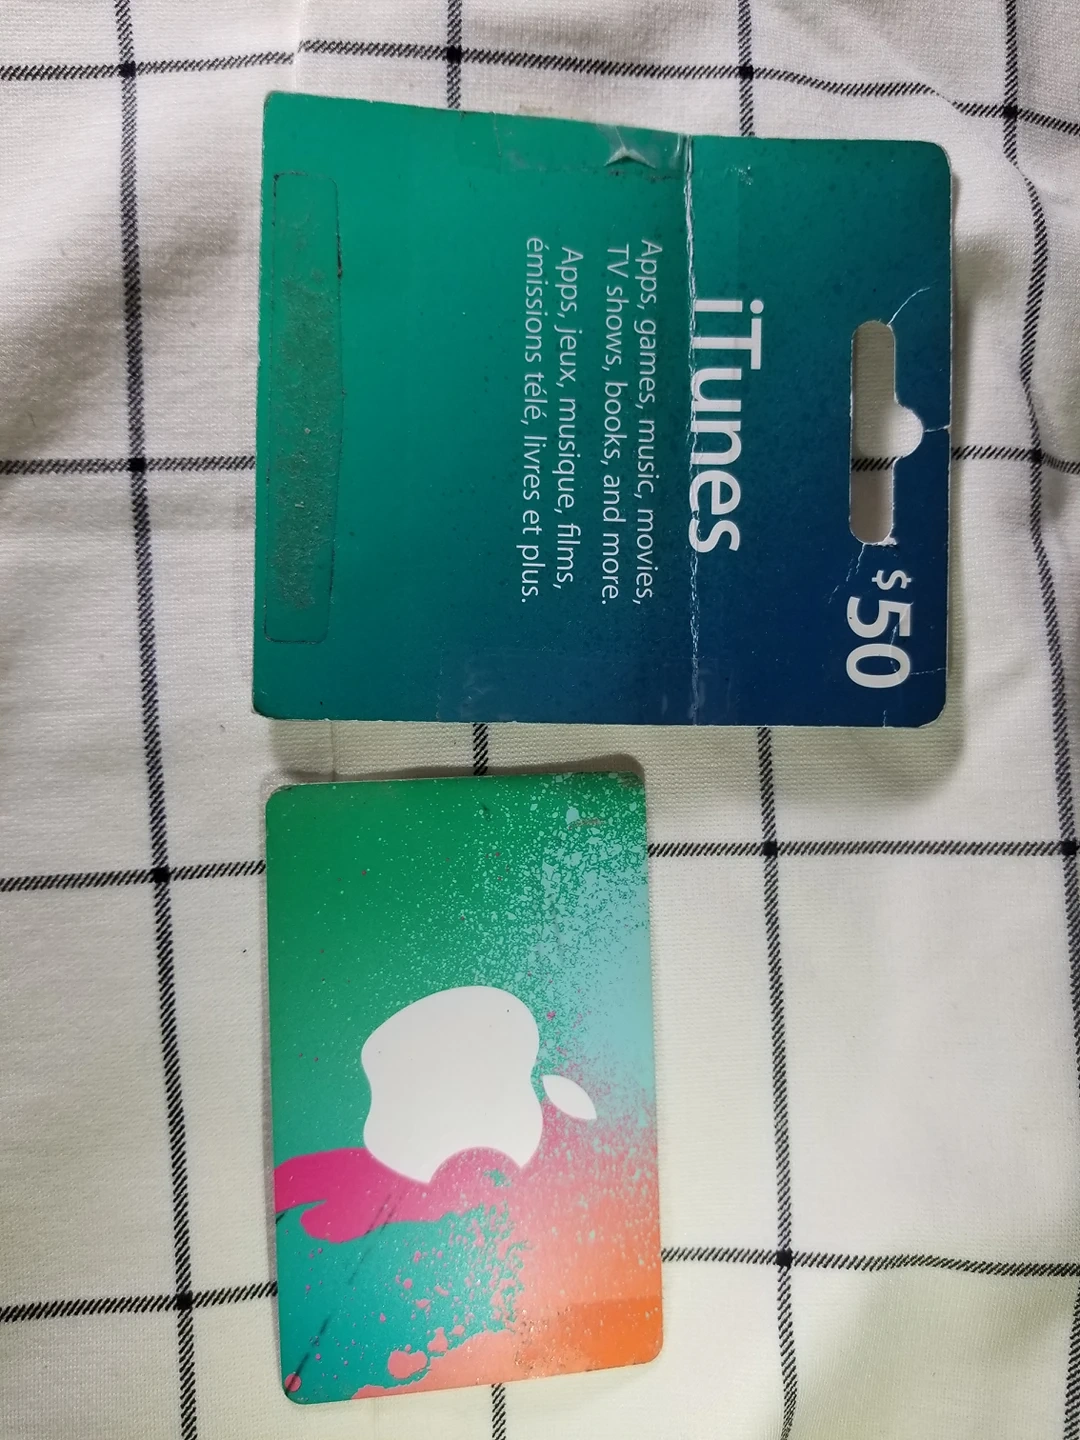 $50
iTunes
Apps, games, music, movies,
TV shows, books, and more.
Apps, jeux, musique, films,
émissions télé, livres et plus.